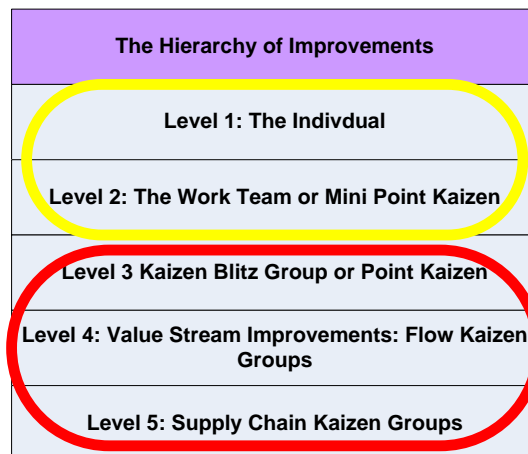 The Hierarchy of Improvements
Level 1: The Indivdual
Level 2: The Work Team or Mini Point Kaizen
Level 3 Kaizen Blitz Group or Point Kaizen
Level 4: Value Stream Improvements: Flow Kaizen
Groups
Level 5: Supply Chain Kaizen Groups